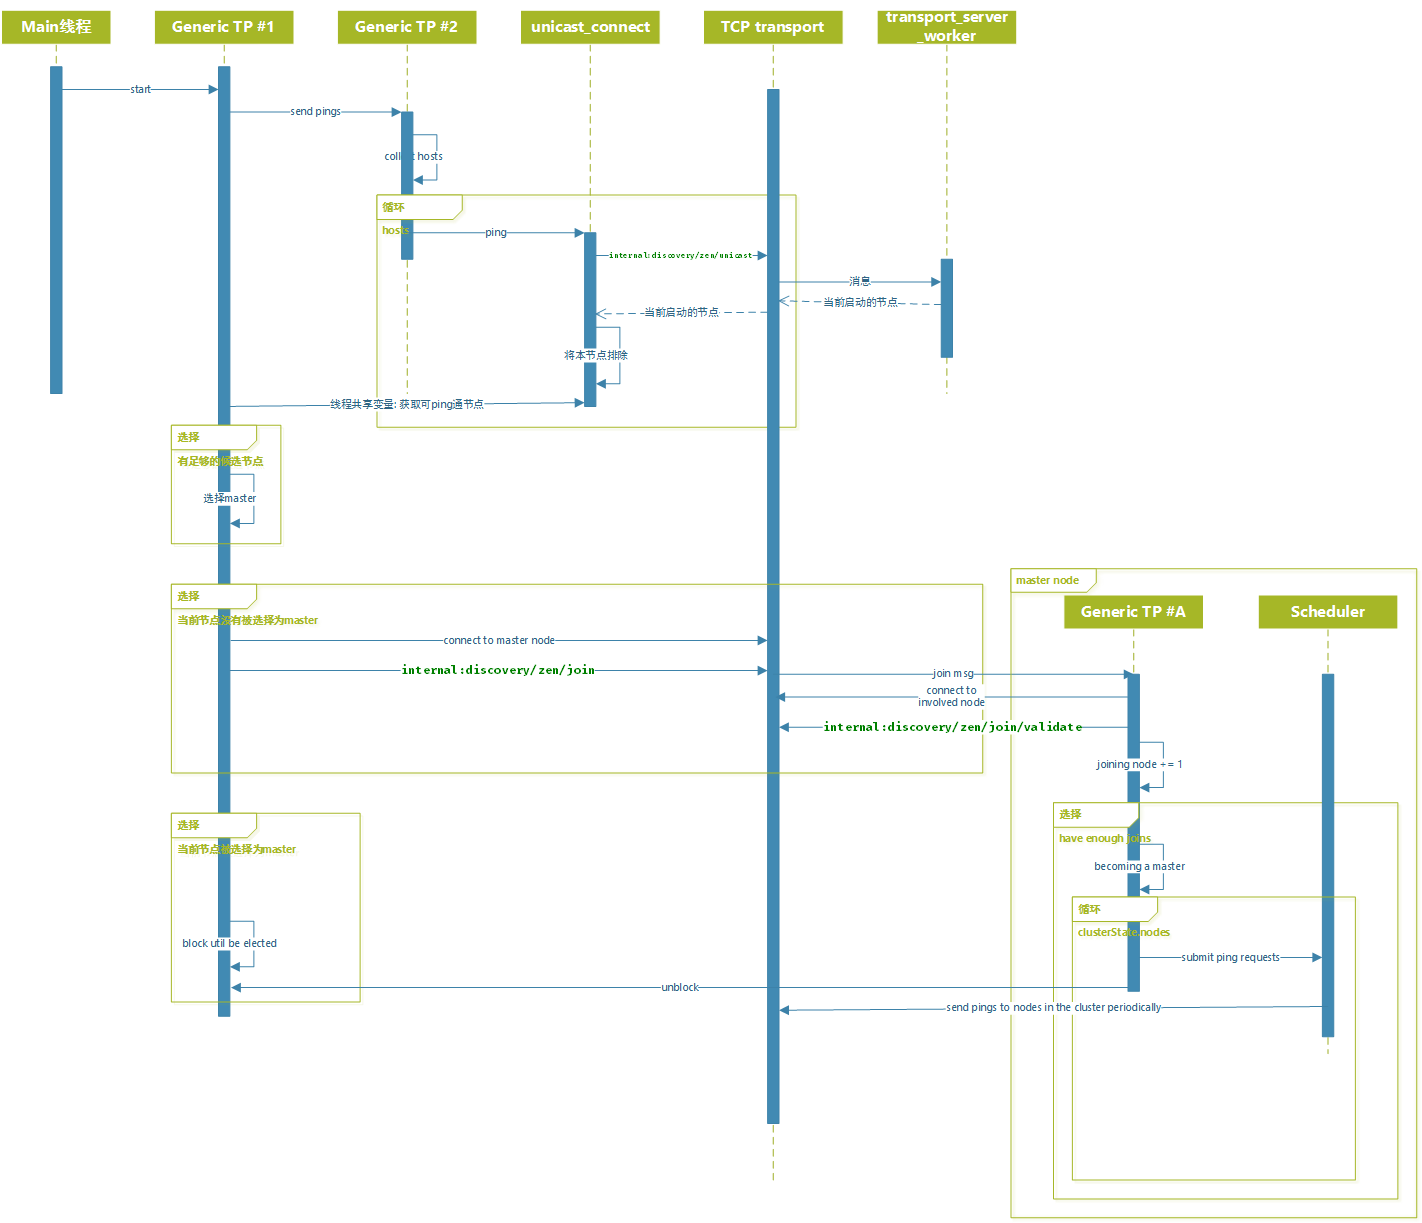 Main线程
Generic TP #1
Generic TP #2
unicast_connect
TCP transport
transport_server
_worker
start
send pings
collect hosts
循环
hosts
ping
internal:discovery/zen/unicast
消息
当前启动的节点
当前启动的节点
将本节点排除
线程共享变量: 获取可ping通节点
选择
有足够的候选节点
选择master
master node
选择
Generic TP #A
Scheduler
当前节点没有被选择为master
connect to master node
internal:discovery/zen/join
join msg
connect to
involved node
internal:discovery/zen/join/validate
joining node += 1
选择
选择
have enough joins
当前节点被选择为master
becoming a master
循环
clusterState.nodes
block util be elected
submit ping requests
unblock
send pings to nodes in the cluster periodically